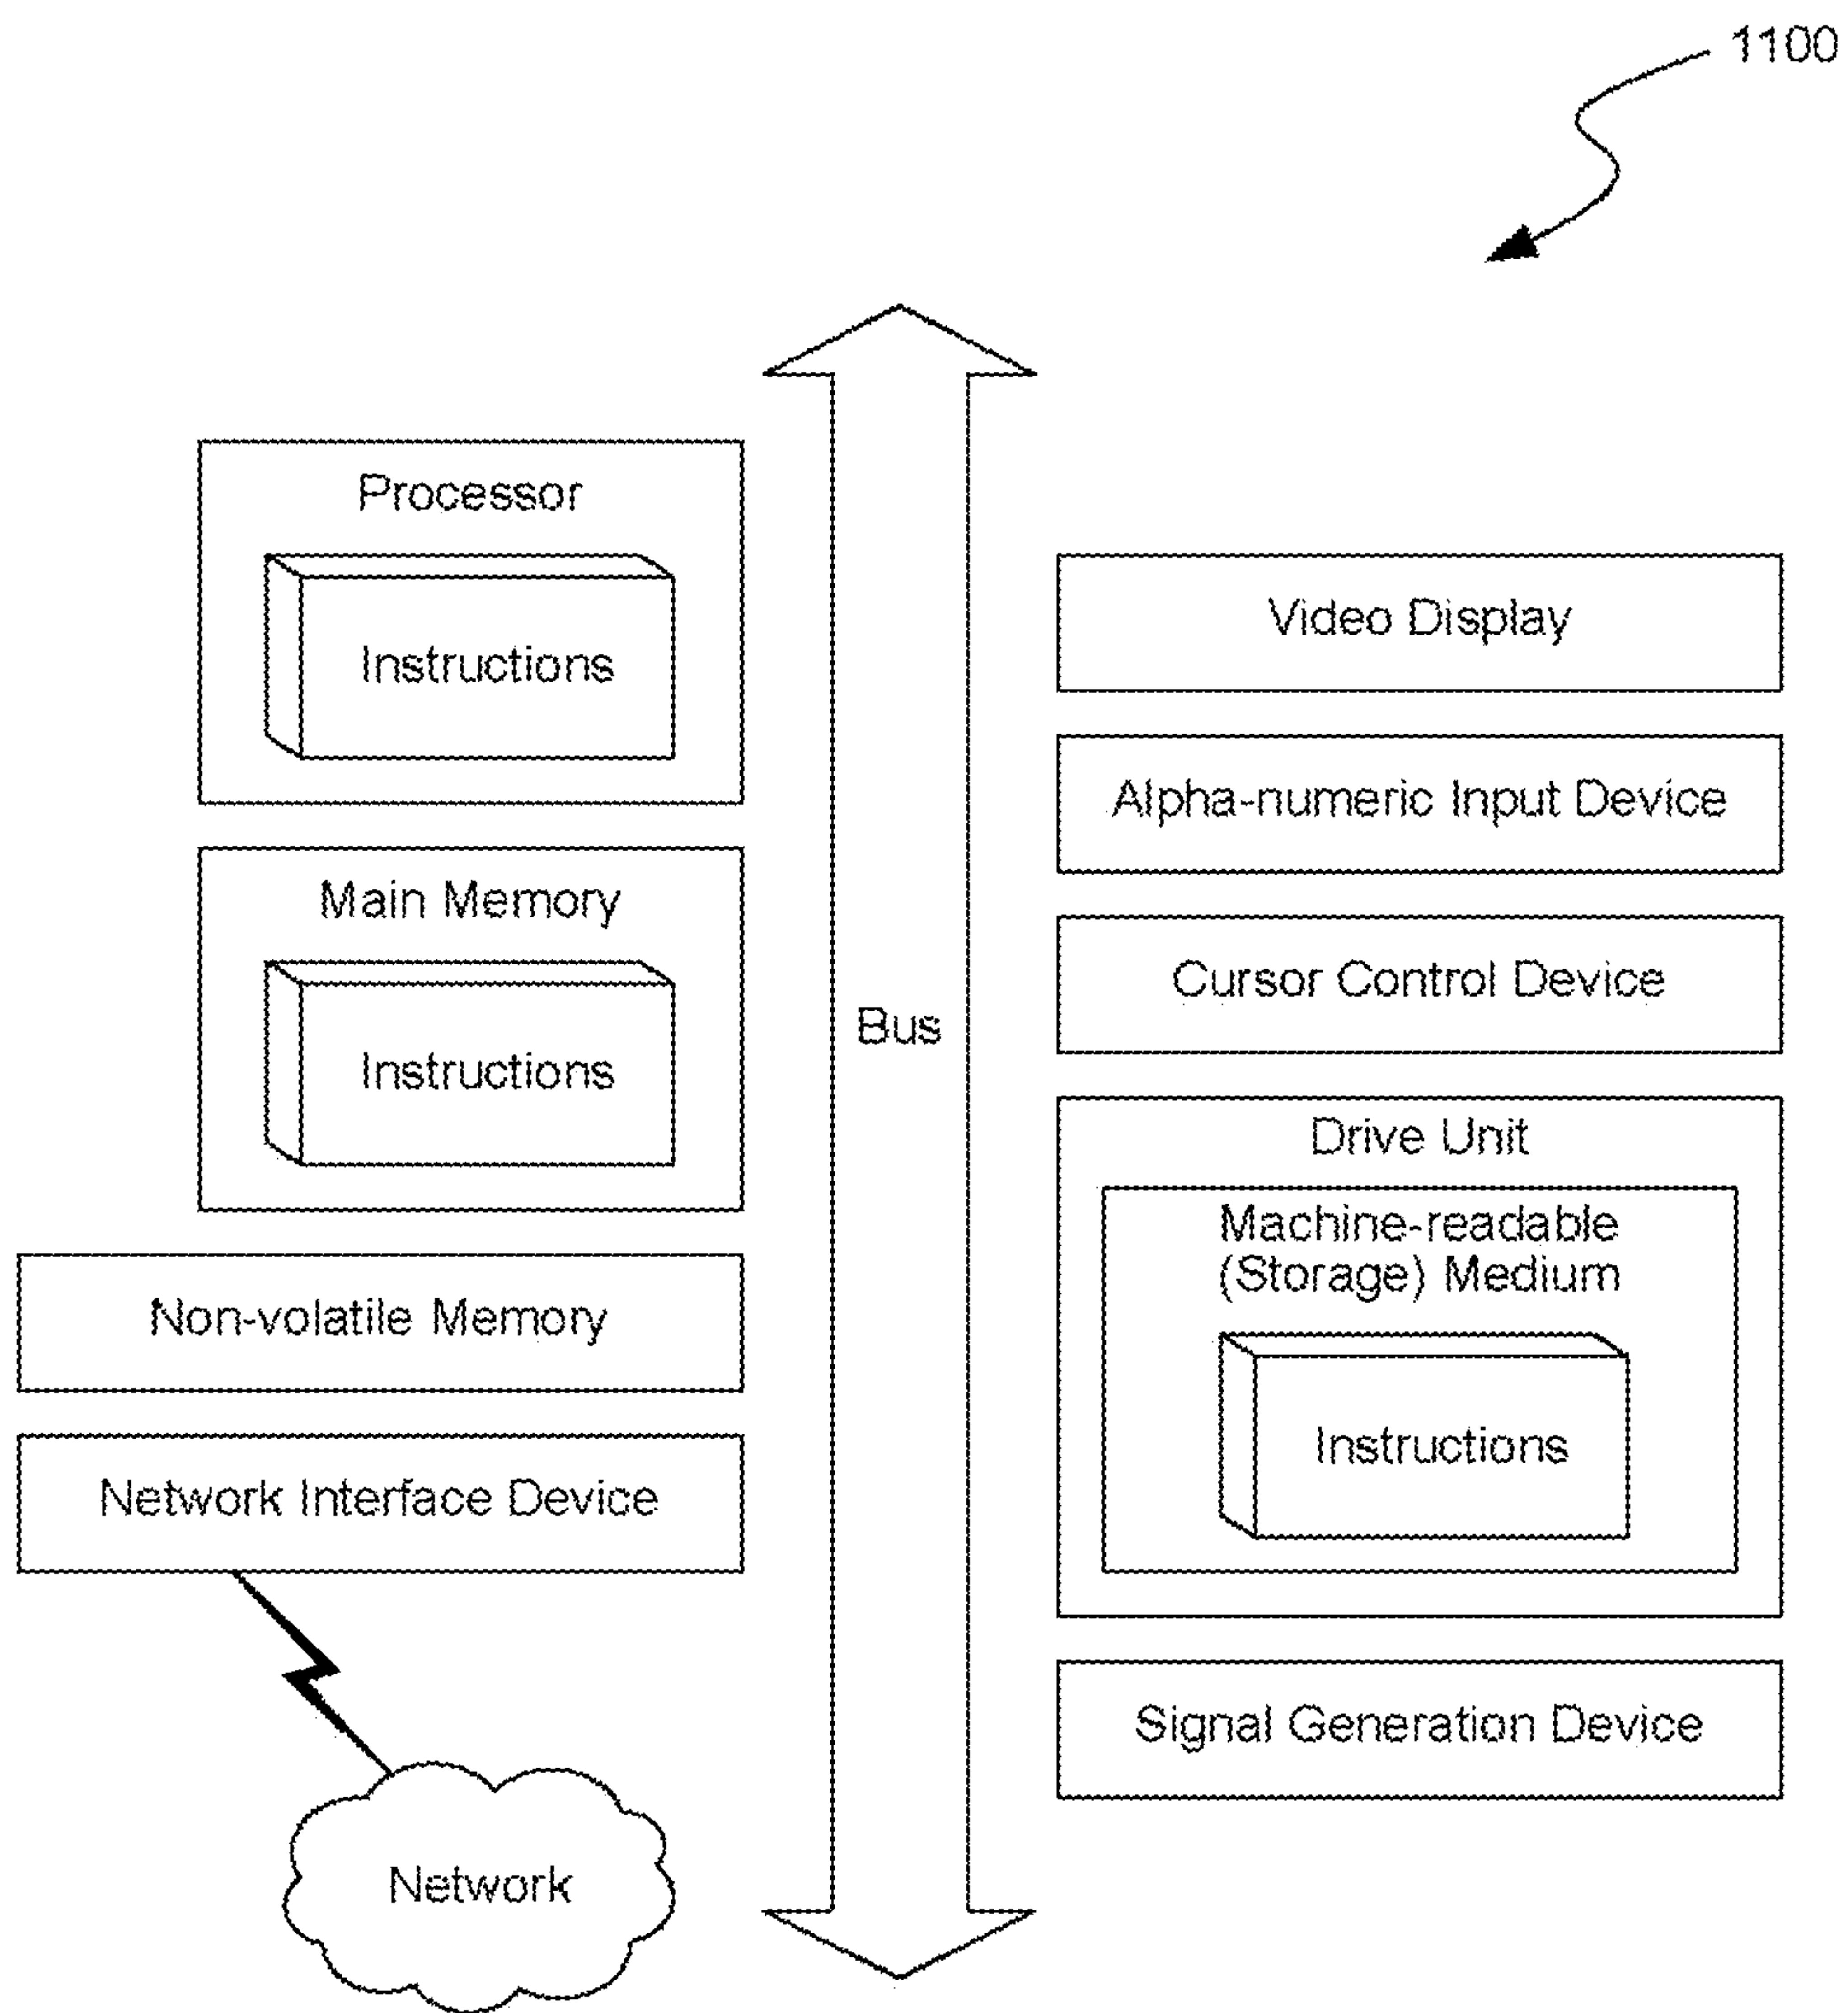 1100
Processor
Instructions
Main Memory
Instructions
Non-volatile Memory
Network Interface Device
Network
Bus
Video Display
Alpha-numeric Input Device
Cursor Control Device
Drive Unit
Machine-readable
(Storage) Medium
Instructions
Signal Generation Device